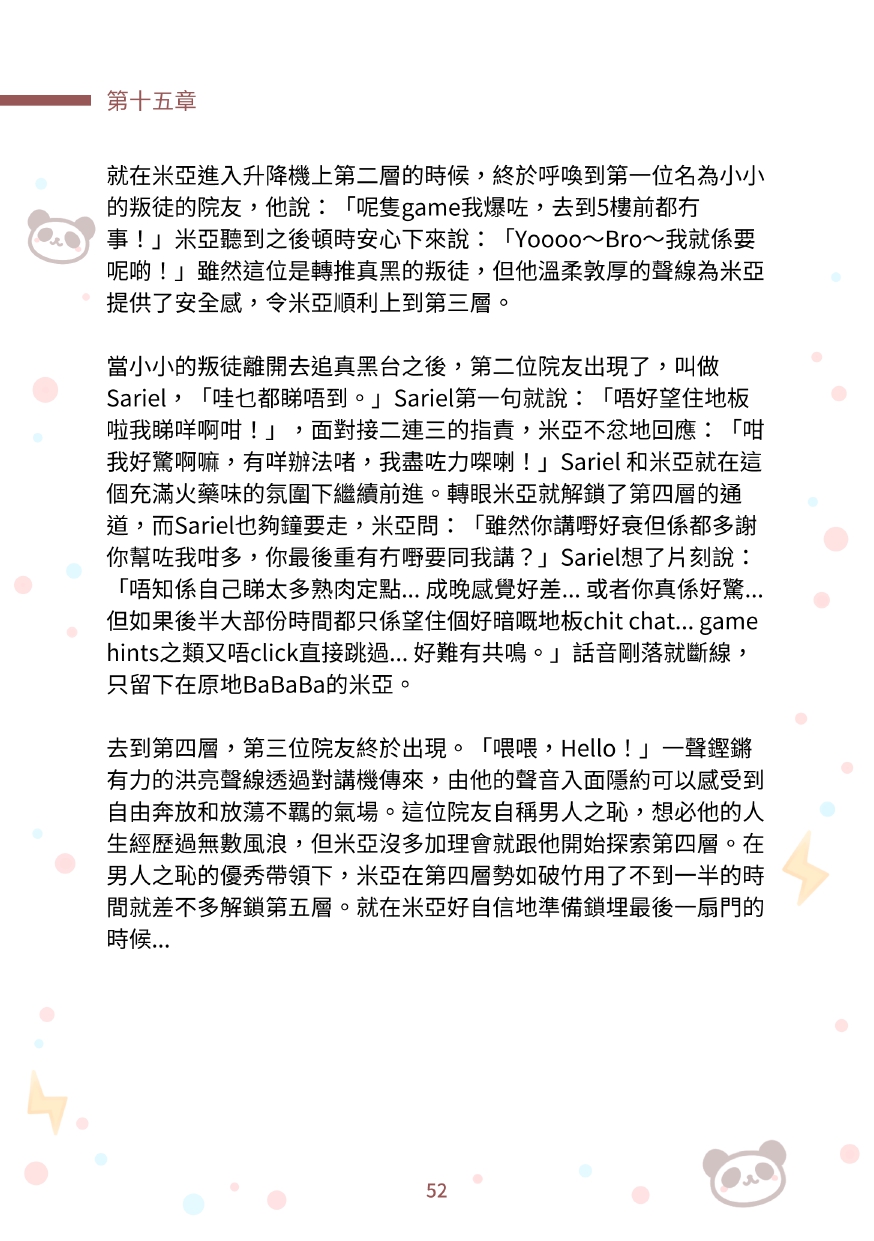 第十五章
就在米亞進入升降機上第二層的時候，終於呼喚到第一位名為小小
的叛徒的院友，他說：「呢隻game我爆咗，去到5樓前都冇
事！」米亞聽到之後頓時安心下來說：「Yoooo～Bro～我就係要
呢啲！」雖然這位是轉推真黑的叛徒，但他溫柔敦厚的聲線為米亞
提供了安全感，令米亞順利上到第三層。
當小小的叛徒離開去追真黑台之後，第二位院友出現了，叫做
Sariel，「哇乜都睇唔到。」Sariel第一句就說：「唔好望住地板
啦我睇咩啊咁！」，面對接二連三的指責，米亞不忿地回應：「咁
我好驚啊嘛，有咩辦法啫，我盡咗力㗎喇！」Sariel 和米亞就在這
個充滿火藥味的氛圍下繼續前進。轉眼米亞就解鎖了第四層的通
道，而Sariel也夠鐘要走，米亞問：「雖然你講嘢好衰但係都多謝
你幫咗我咁多，你最後重有冇嘢要同我講？」Sariel想了片刻說：
「唔知係自己睇太多熟肉定點... 成晚感覺好差... 或者你真係好驚...
但如果後半大部份時間都只係望住個好暗嘅地板chit chat... game
hints之類又唔click直接跳過... 好難有共鳴。」話音剛落就斷線，
只留下在原地BaBaBa的米亞。
去到第四層，第三位院友終於出現。「喂喂，Hello！」一聲鏗鏘
有力的洪亮聲線透過對講機傳來，由他的聲音入面隱約可以感受到
自由奔放和放蕩不羈的氣場。這位院友自稱男人之恥，想必他的人
生經歷過無數風浪，但米亞沒多加理會就跟他開始探索第四層。在
男人之恥的優秀帶領下，米亞在第四層勢如破竹用了不到一半的時
間就差不多解鎖第五層。就在米亞好自信地準備鎖埋最後一扇門的
時候...
52